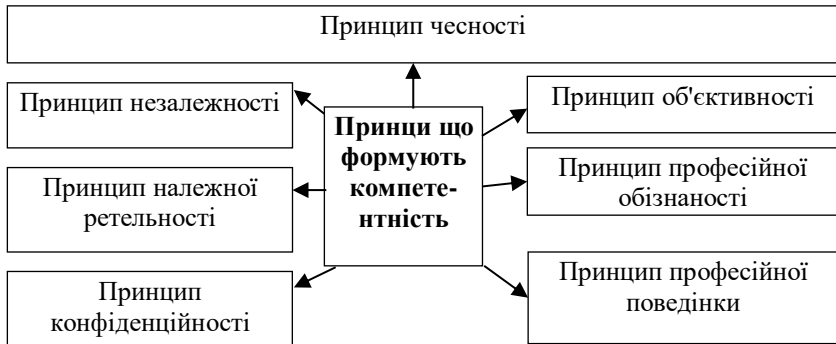 Принцип чесності
Принцип незалежності
Принцип об'єктивності
Принци що
формують
компете-
нтність
Принцип належної
ретельності
Принцип професійної
обізнаності
Принцип
конфіденційності
Принцип професійної
поведінки